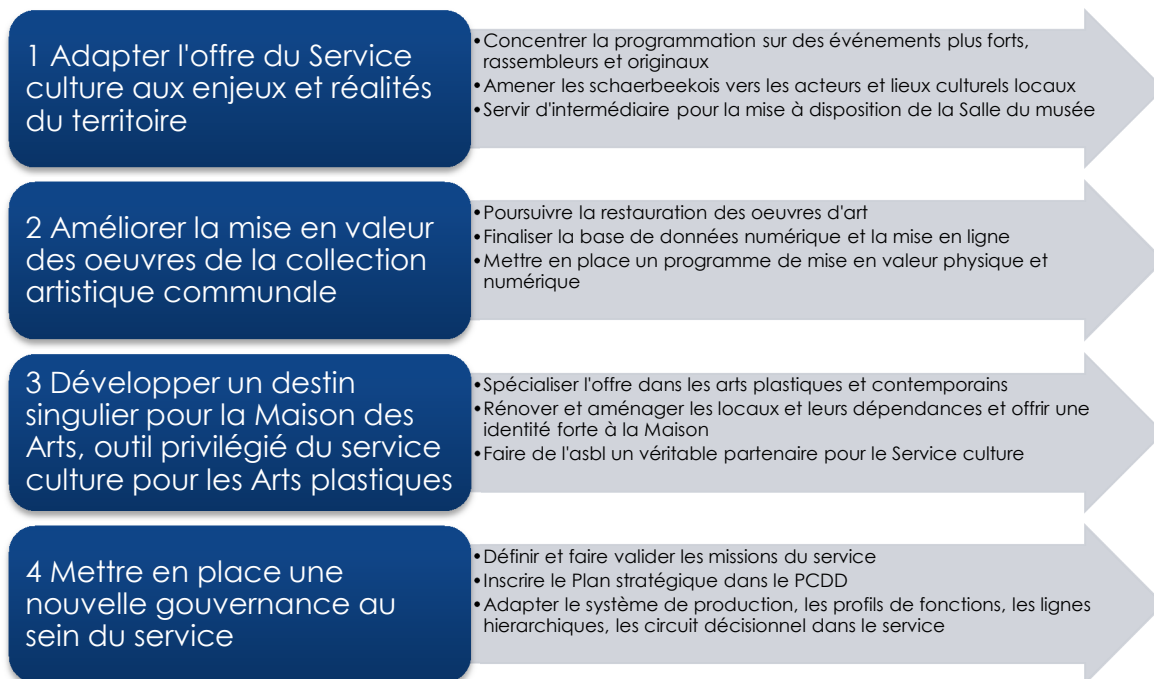 1 Adapter l'offre du Service
culture aux enjeux et réalités
du territoire
•Concentrer la programmation sur des événements plus forts,
rassembleurs et originaux
•Amener les schaerbeekois vers les acteurs et lieux culturels locaux
•Servir d'intermédiaire pour la mise à disposition de la Salle du musée
2 Améliorer la mise en valeur
des oeuvres de la collection
artistique communale
•Poursuivre la restauration des oeuvres d'art
•Finaliser la base de données numérique et la mise en ligne
•Mettre en place un programme de mise en valeur physique et
numérique
3 Développer un destin
singulier pour la Maison des
Arts, outil privilégié du service
culture pour les Arts plastiques
•Spécialiser l'offre dans les arts plastiques et contemporains
•Rénover et aménager les locaux et leurs dépendances et offrir une
identité forte à la Maison
•Faire de l'asbl un véritable partenaire pour le Service culture
4 Mettre en place une
nouvelle gouvernance au
sein du service
•Définir et faire valider les missions du service
•Inscrire le Plan stratégique dans le PCDD
•Adapter le système de production, les profils de fonctions, les lignes
hierarchiques, les circuit décisionnel dans le service